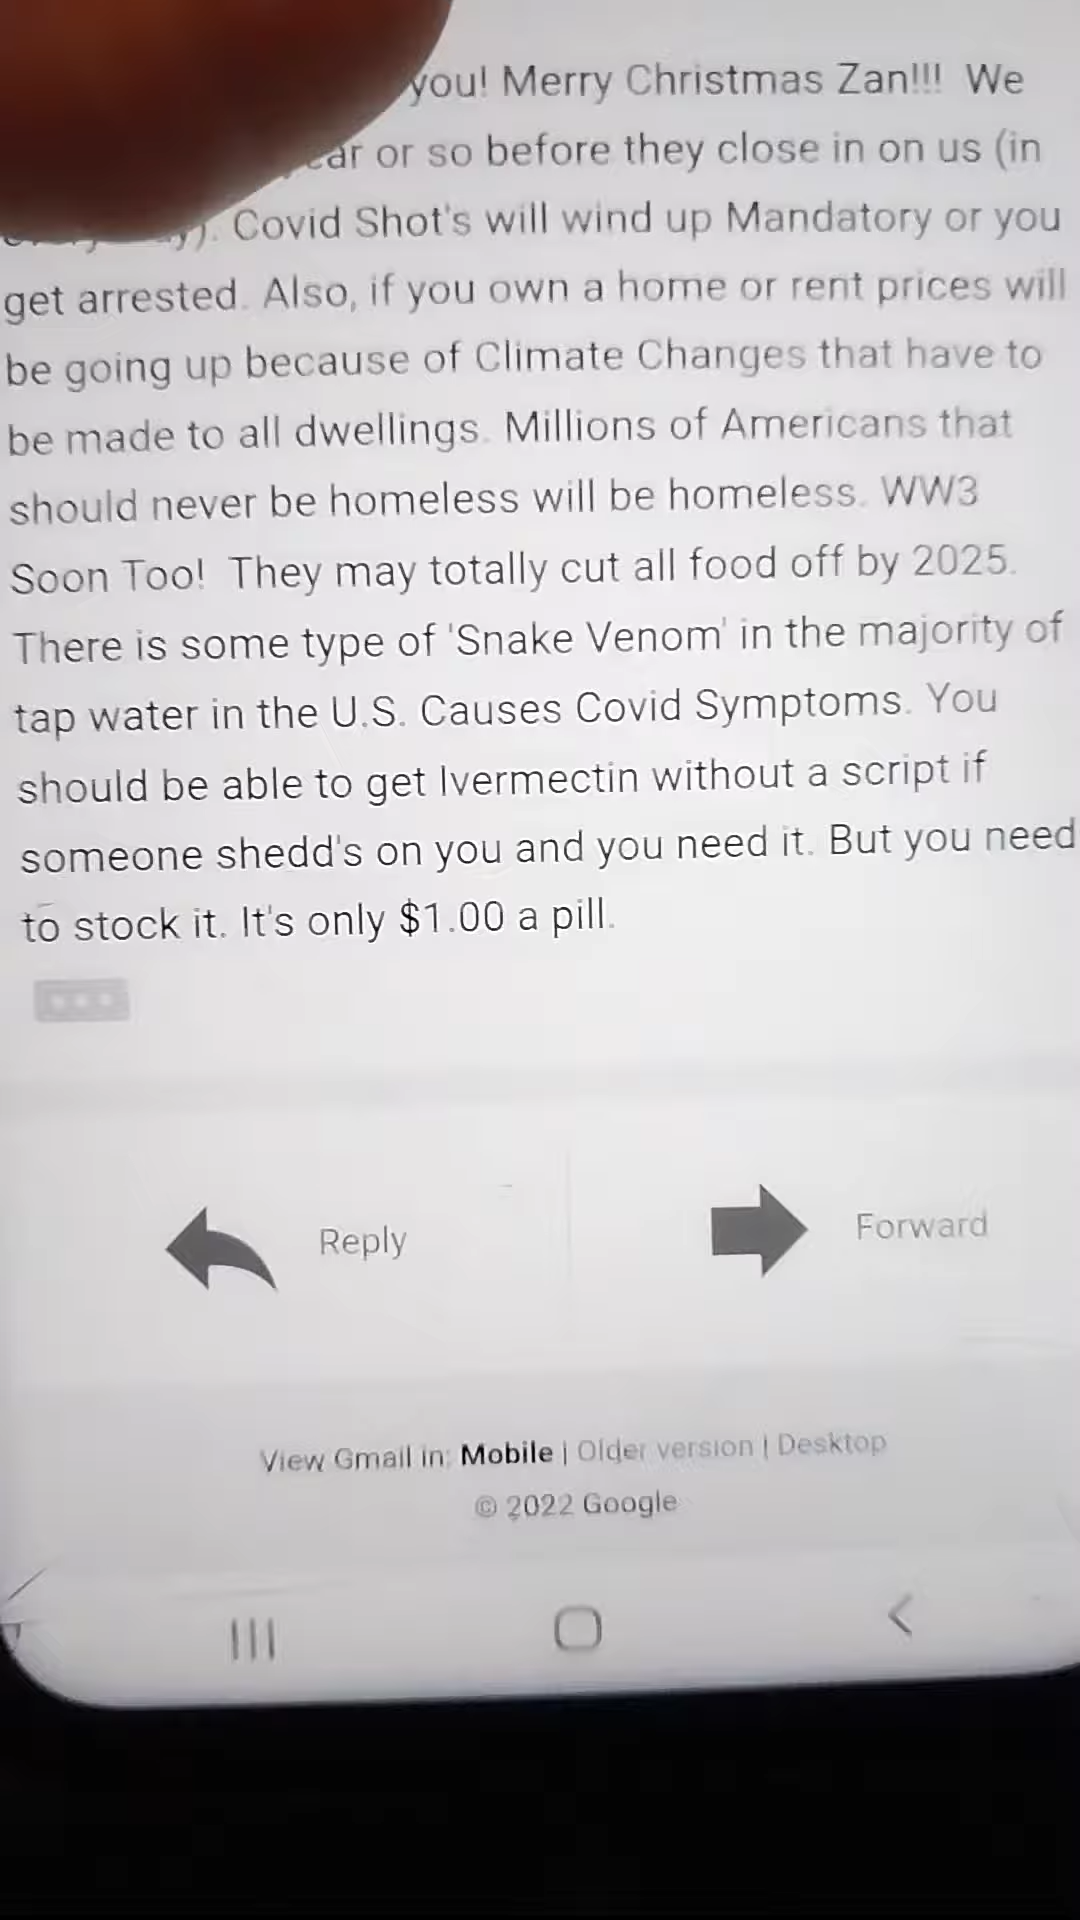 you! Merry Christmas Zan!!! We
or so before they close in on us (in
Covid Shot's will wind up Mandatory or you
get arrested. Also, if you own a home or rent prices will
be going up because of Climate Changes that have to
be made to all dwellings. Millions of Americans that
should never be homeless will be homeless. WW3
Soon Too! They may totally cut all food off by 2025.
There is some type of 'Snake Venom' in the majority of
tap water in the U.S. Causes Covid Symptoms. You
should be able to get Ivermectin without a script if
someone shedd's on you and you need it. But you need
to stock it. It's only $1.00 a pill.
Reply
Forward
View Gmail in: Mobile | Older version | Desktop
© 2022 Google